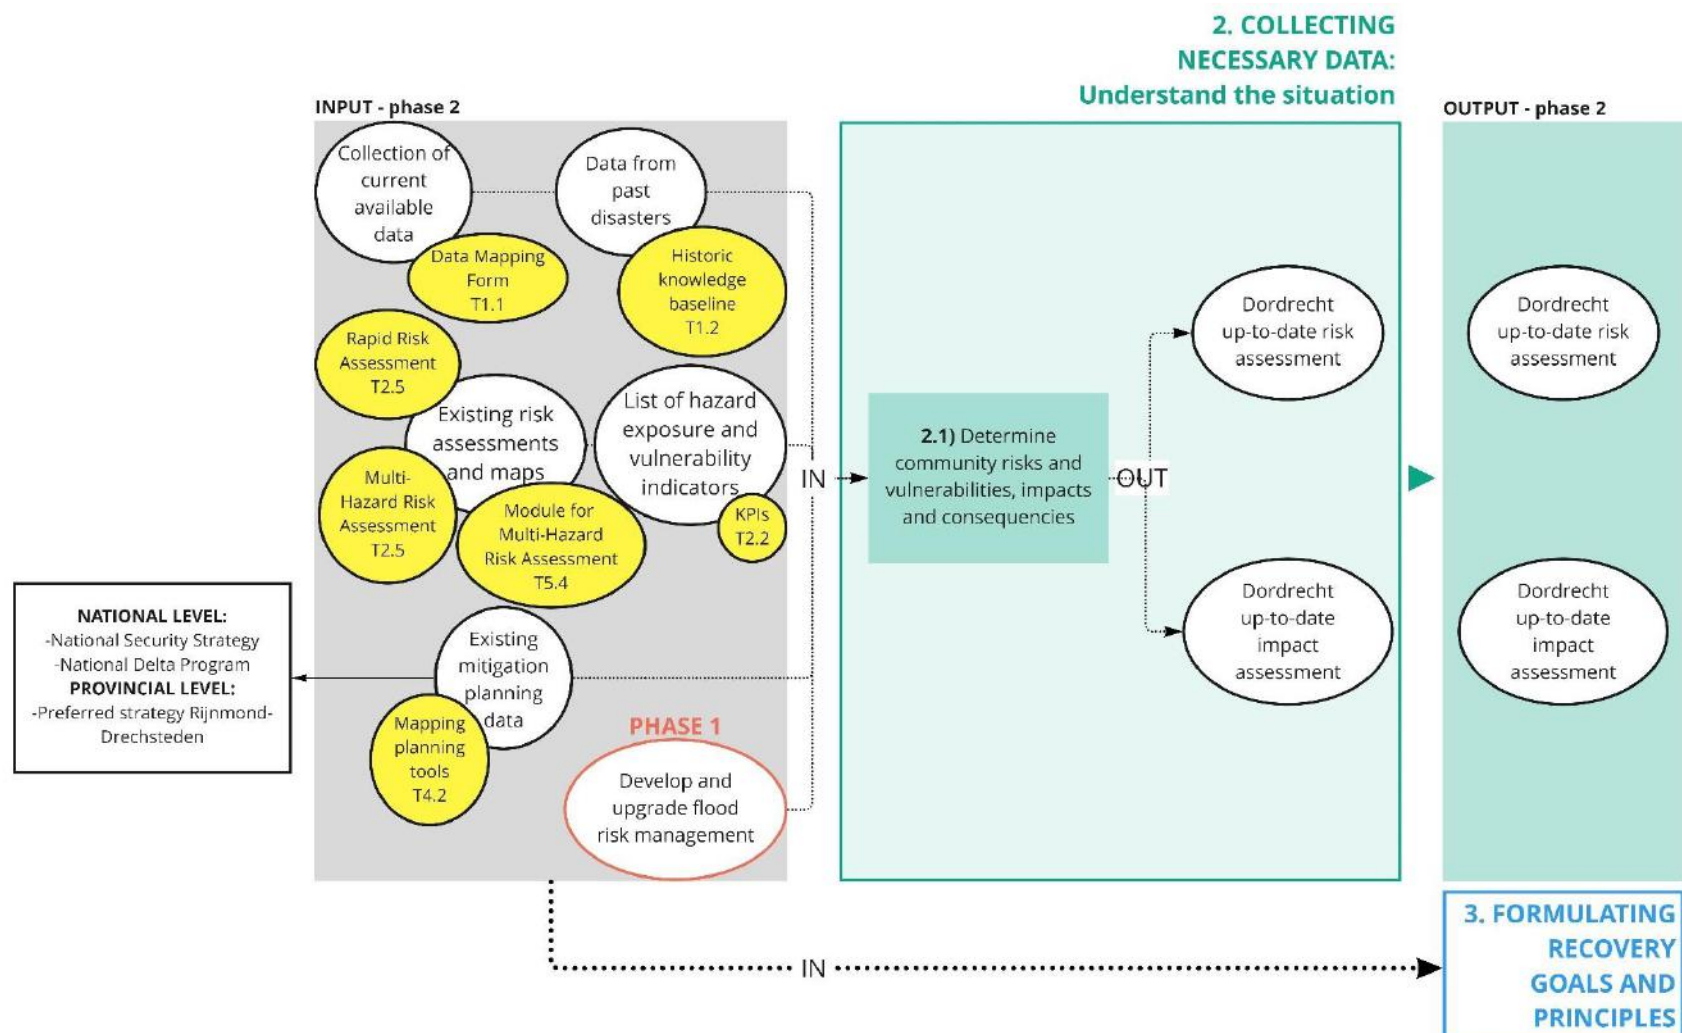 2. COLLECTING
NECESSARY DATA:
Understand the situation
INPUT - phase 2
OUTPUT - phase 2
Collection of
current
available
data
Data from
past
disasters
Data Mapping
Form
T1.1
Historic
knowledge
baseline
T1.2
Rapid Risk
Assessment
T2.5
Existing risk
assessments
and maps
List of hazard
exposure and
vulnerability
indicators
Multi-
Hazard Risk
Assessment
T2.5
Module for
Multi-Hazard
Risk Assessment
T5.4
KPIs
T2.2
Existing
mitigation
planning
data
Mapping
planning
tools
T4.2
PHASE 1
Develop and
upgrade flood
risk management
NATIONAL LEVEL:
-National Security Strategy
-National Delta Program
PROVINCIAL LEVEL:
-Preferred strategy Rijnmond-
Drechsteden
IN
2.1) Determine
community risks and
vulnerabilities, impacts
and consequencies
OUT
Dordrecht
up-to-date risk
assessment
Dordrecht
up-to-date
impact
assessment
Dordrecht
up-to-date risk
assessment
Dordrecht
up-to-date
impact
assessment
IN
3. FORMULATING
RECOVERY
GOALS AND
PRINCIPLES